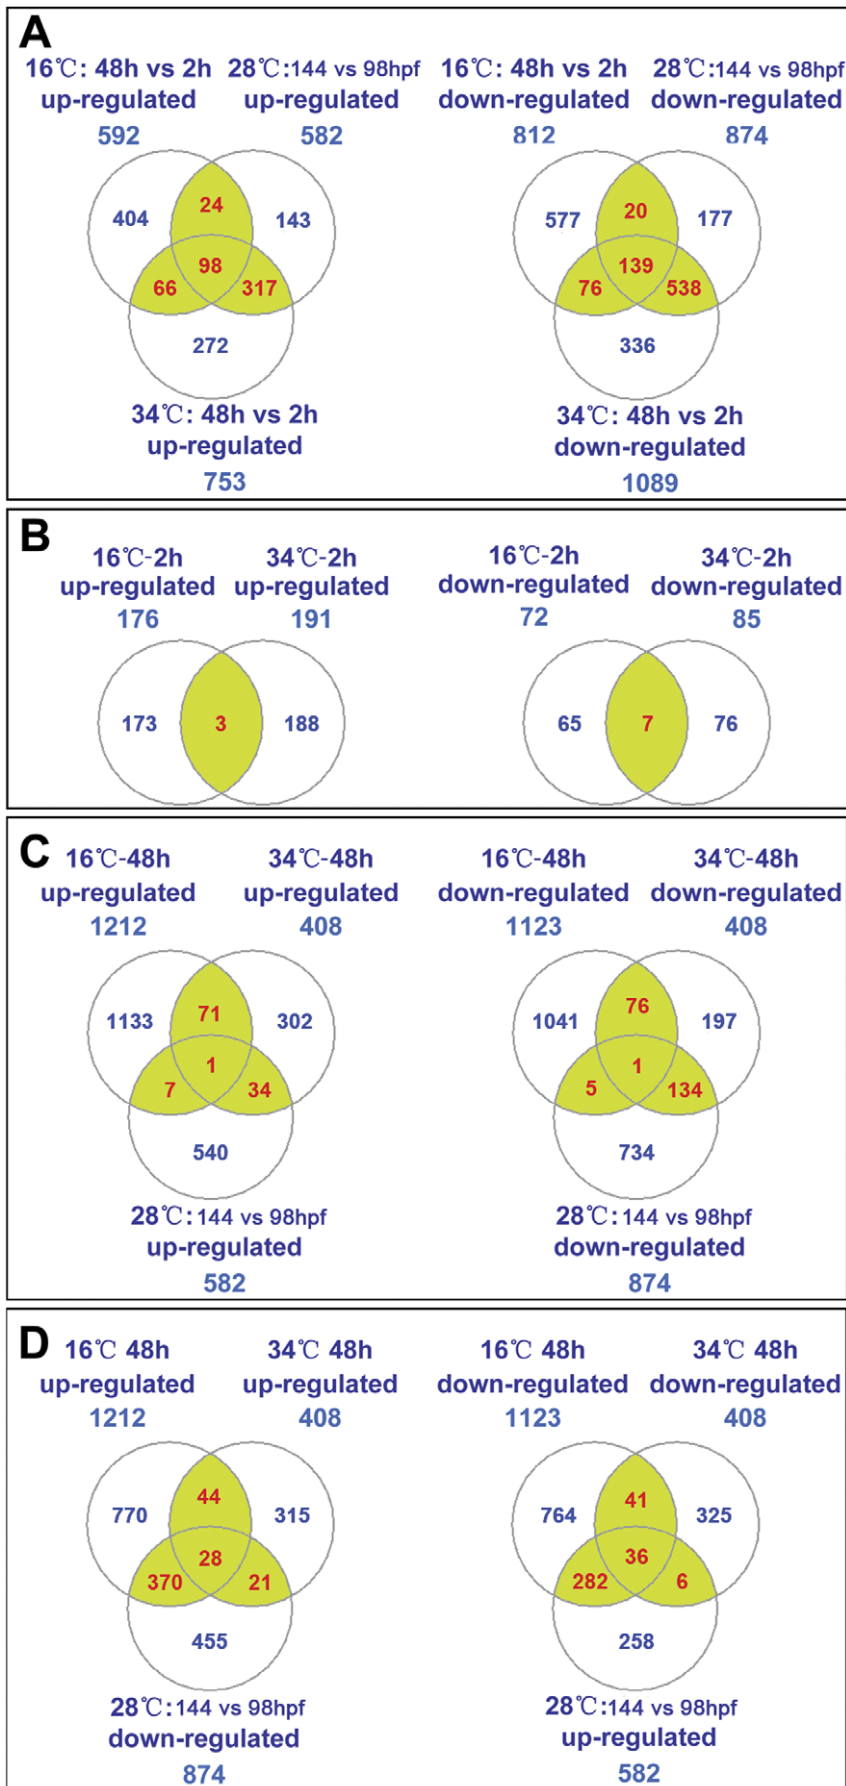 A
16℃: 48h vs 2h 28℃:144 vs 98hpf 16℃: 48h vs 2h 28℃:144 vs 98hpf
up-regulated up-regulated down-regulated down-regulated
592 582 812 874
24 20
404 143 577 177
98 139
66 317 76 538
272 336
34℃: 48h vs 2h 34℃: 48h vs 2h
up-regulated down-regulated
753 1089
B
16℃-2h 34℃-2h 16℃-2h 34℃-2h
up-regulated up-regulated down-regulated down-regulated
176 191 72 85
173 3 188 65 7 76
C
16℃-48h 34℃-48h 16℃-48h 34℃-48h
up-regulated up-regulated down-regulated down-regulated
1212 408 1123 408
71 76
1133 302 1041 197
1 1
7 34 5 134
540 734
28℃:144 vs 98hpf 28℃:144 vs 98hpf
up-regulated down-regulated
582 874
D
16℃ 48h 34℃ 48h 16℃ 48h 34℃ 48h
up-regulated up-regulated down-regulated down-regulated
1212 408 1123 408
44 41
770 315 764 325
28 36
370 21 282 6
455 258
28℃:144 vs 98hpf 28℃:144 vs 98hpf
down-regulated up-regulated
874 582